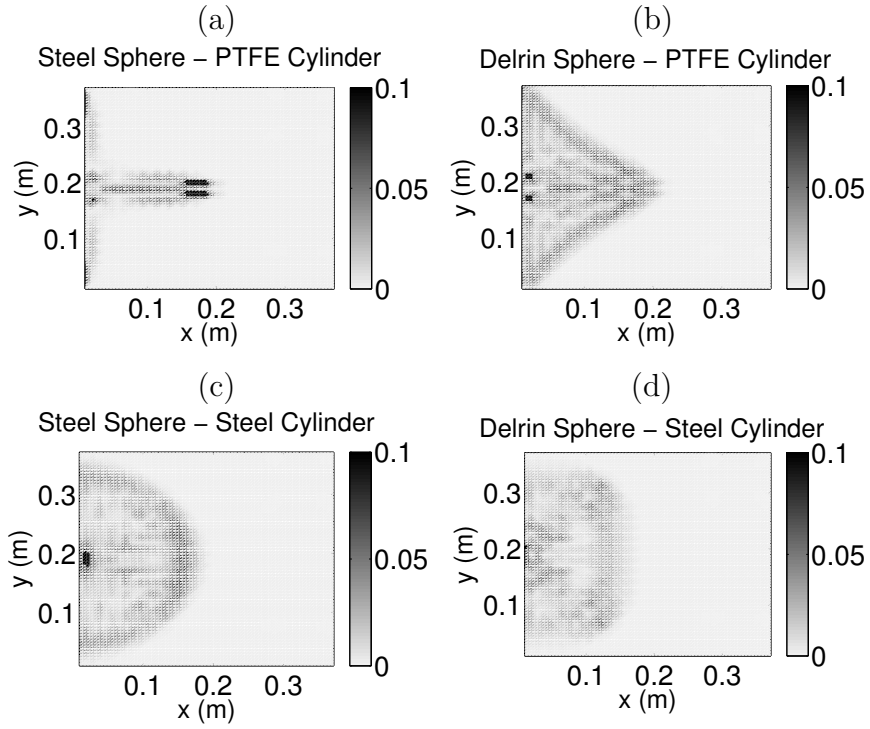 (a)
Steel Sphere – PTFE Cylinder
0.1
0.05
0
0.3
0.2
0.1
y (m)
0.1 0.2 0.3
x (m)
(b)
Delrin Sphere – PTFE Cylinder
0.1
0.05
0
0.3
0.2
0.1
y (m)
0.1 0.2 0.3
x (m)
(c)
Steel Sphere – Steel Cylinder
0.1
0.05
0
0.3
0.2
0.1
y (m)
0.1 0.2 0.3
x (m)
(d)
Delrin Sphere – Steel Cylinder
0.1
0.05
0
0.3
0.2
0.1
y (m)
0.1 0.2 0.3
x (m)